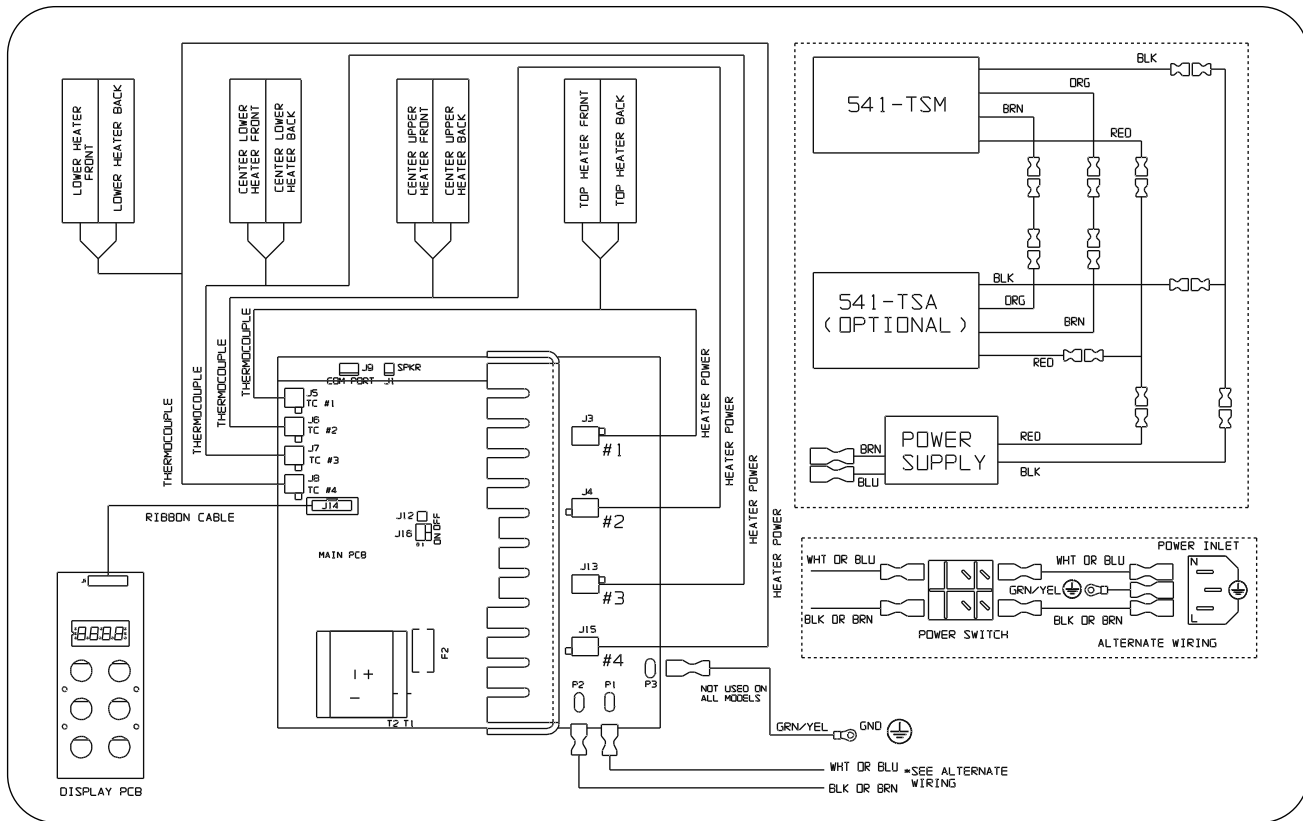 LOWER HEATER
FRONT
LOWER HEATER BACK
CENTER LOWER
HEATER FRONT
CENTER LOWER
HEATER BACK
CENTER UPPER
HEATER FRONT
CENTER UPPER
HEATER BACK
TOP HEATER FRONT
TOP HEATER BACK
THERMOCOUPLE
THERMOCOUPLE
THERMOCOUPLE
THERMOCOUPLE
J9
COM PORT
SPKR
J1
J5
TC #1
J6
TC #2
J7
TC #3
J8
TC #4
J14
RIBBON CABLE
J12
J16
ON OFF
MAIN PCB
F2
T2 T1
J3
#1
J4
#2
J13
#3
J15
#4
P2
P1
P3
HEATER POWER
HEATER POWER
HEATER POWER
HEATER POWER
NOT USED ON
ALL MODELS
GRN/YEL
GND
WHT OR BLU
*SEE ALTERNATE
WIRING
BLK OR BRN
DISPLAY PCB
541-TSM
BLK
ORG
BRN
RED
541-TSA
(OPTIONAL)
BLK
ORG
BRN
RED
POWER
SUPPLY
BRN
BLU
RED
BLK
WHT OR BLU
BLK OR BRN
POWER SWITCH
WHT OR BLU
GRN/YEL
BLK OR BRN
POWER INLET
N
L
ALTERNATE WIRING